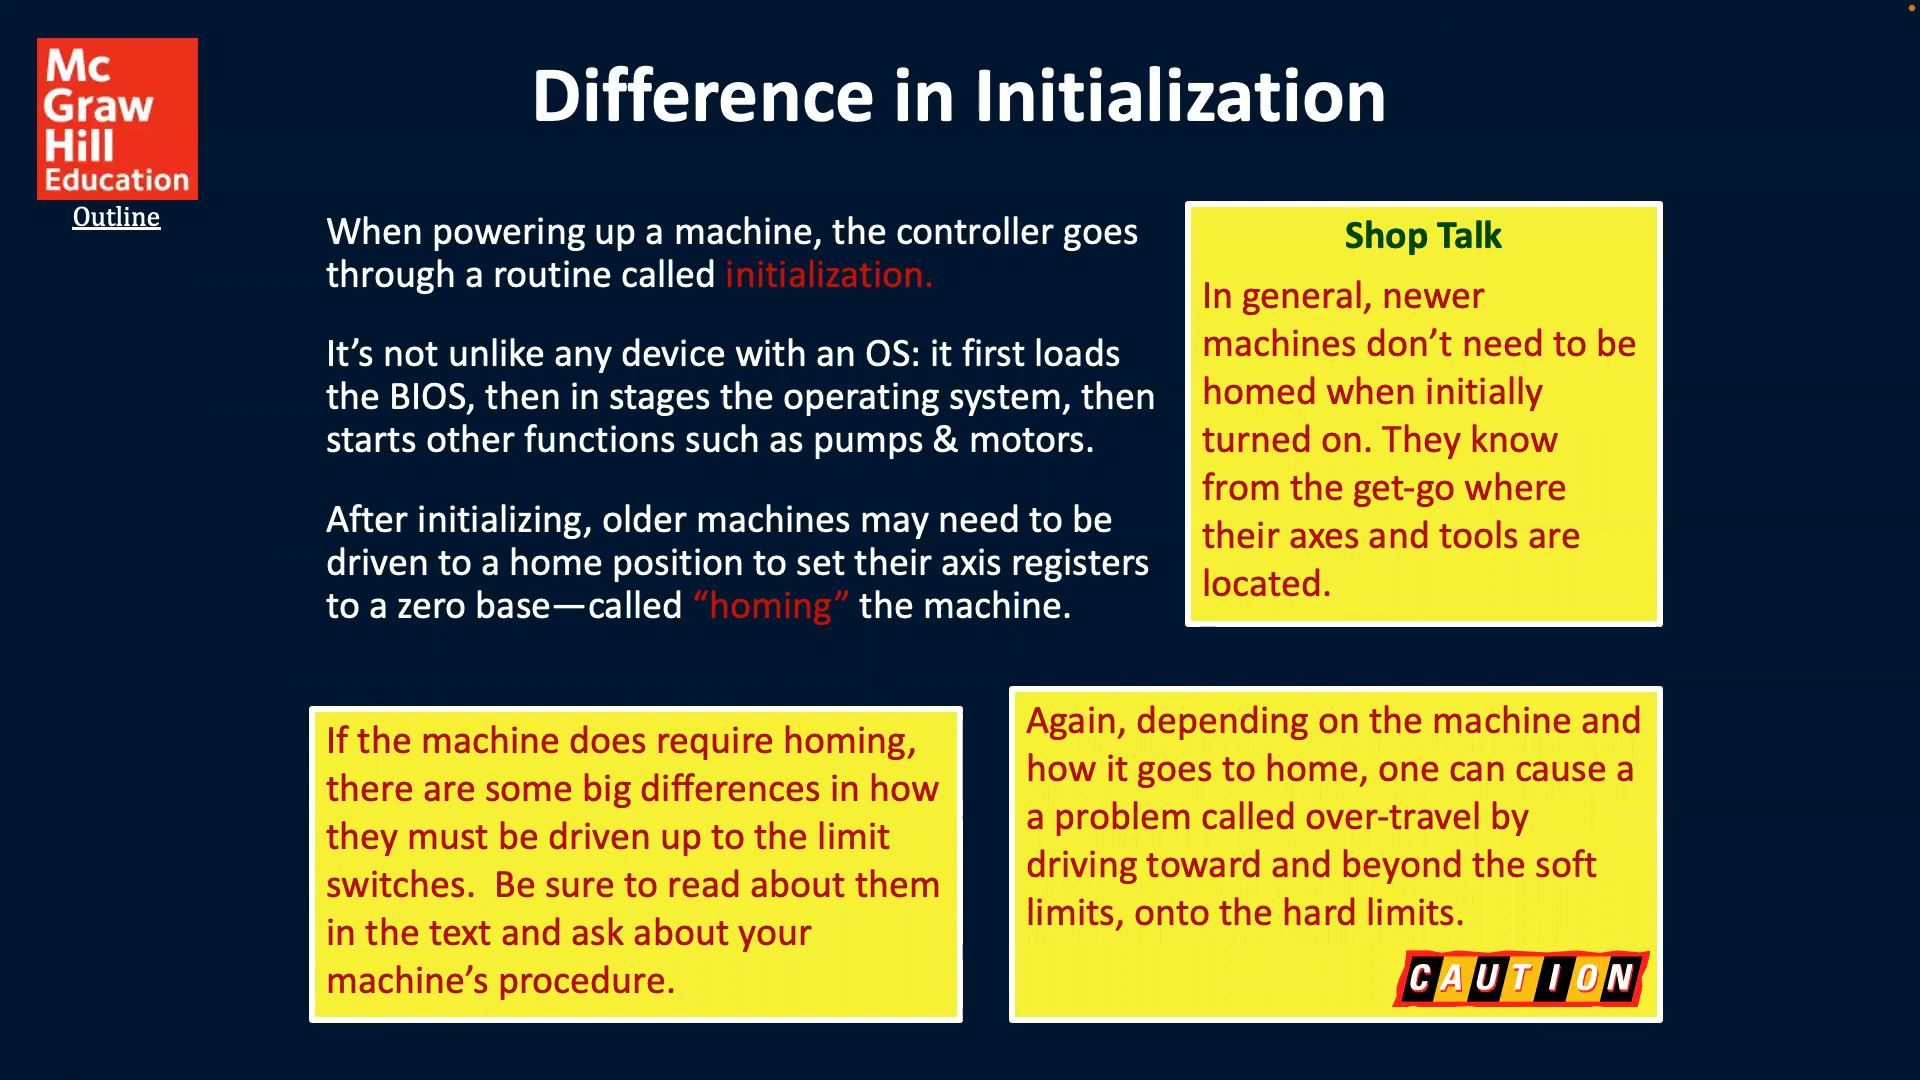 Mc
Graw
Hill
Education
Outline
Difference in Initialization
When powering up a machine, the controller goes
through a routine called initialization.
It’s not unlike any device with an OS: it first loads
the BIOS, then in stages the operating system, then
starts other functions such as pumps & motors.
After initializing, older machines may need to be
driven to a home position to set their axis registers
to a zero base—called “homing” the machine.
Shop Talk
In general, newer
machines don’t need to be
homed when initially
turned on. They know
from the get-go where
their axes and tools are
located.
If the machine does require homing,
there are some big differences in how
they must be driven up to the limit
switches.  Be sure to read about them
in the text and ask about your
machine’s procedure.
Again, depending on the machine and
how it goes to home, one can cause a
a problem called over-travel by
driving toward and beyond the soft
limits, onto the hard limits.
CAUTION